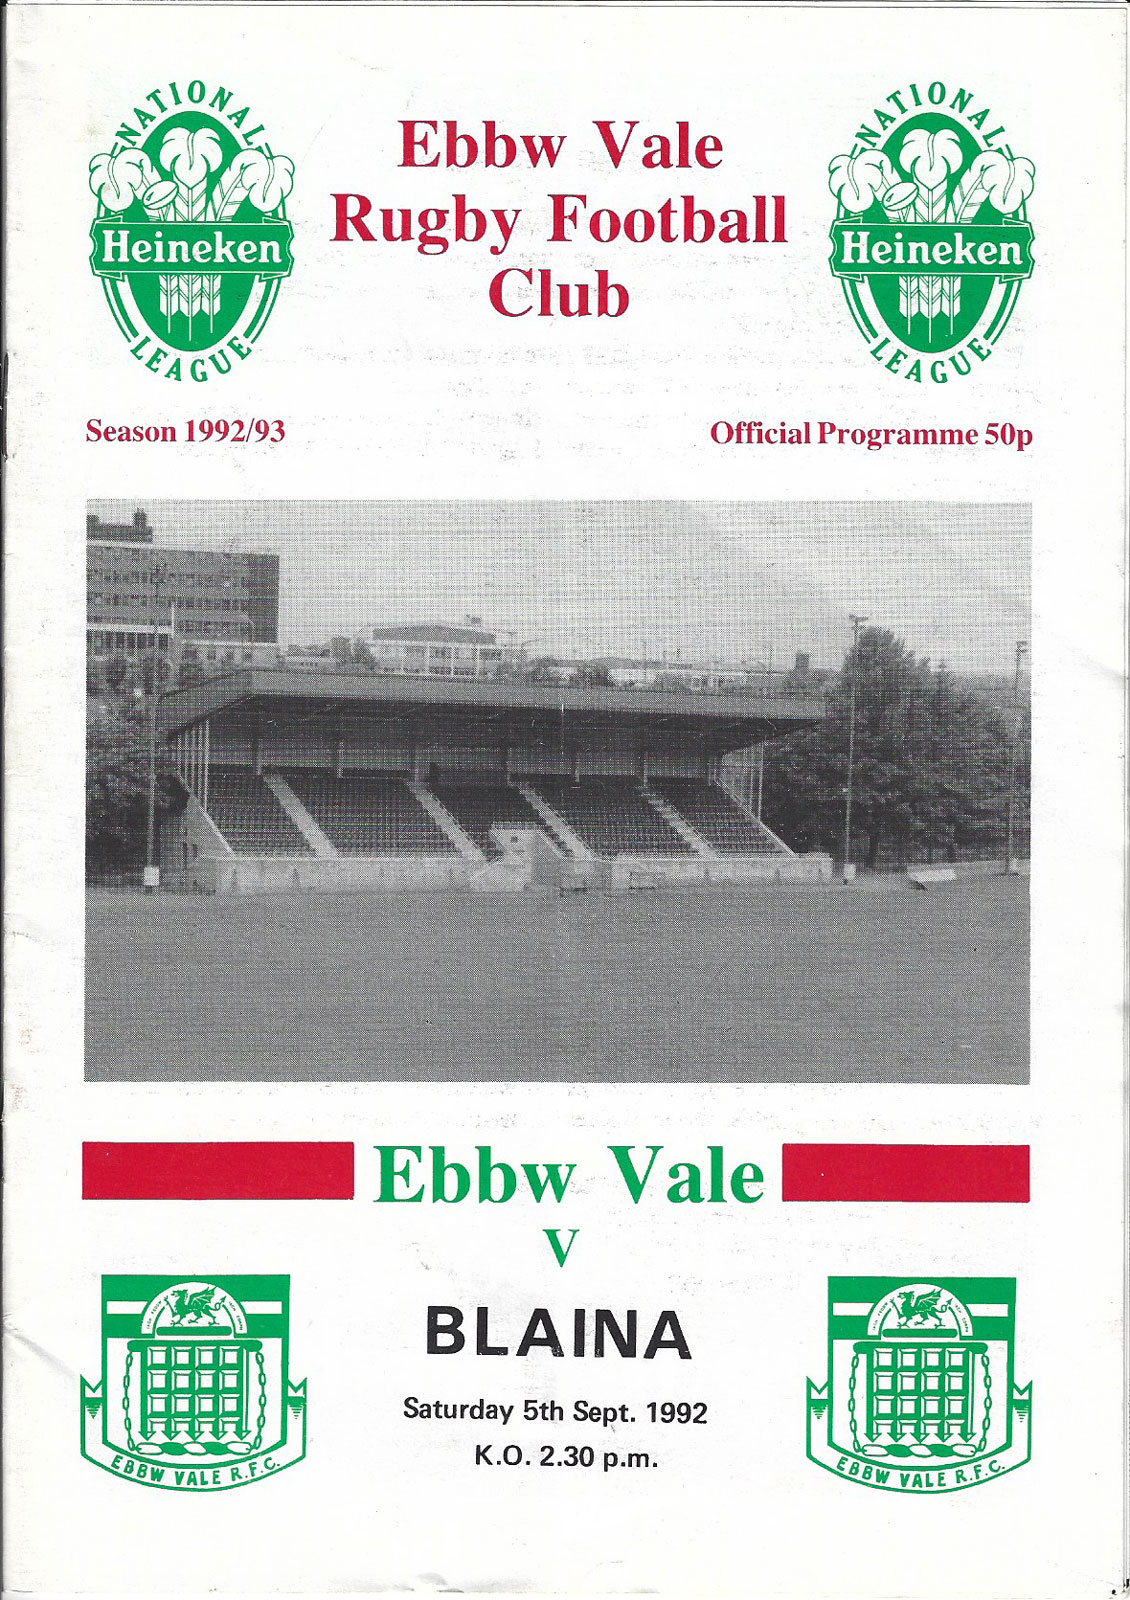 NATIONAL
Heineken
LEAGUE
Ebbw Vale
Rugby Football
Club
NATIONAL
Heineken
LEAGUE
Season 1992/93
Official Programme 50p
Ebbw Vale
V
BLAINA
Saturday 5th Sept. 1992
K.O. 2.30 p.m.
EBBW VALE R.F.C.
EBBW VALE R.F.C.